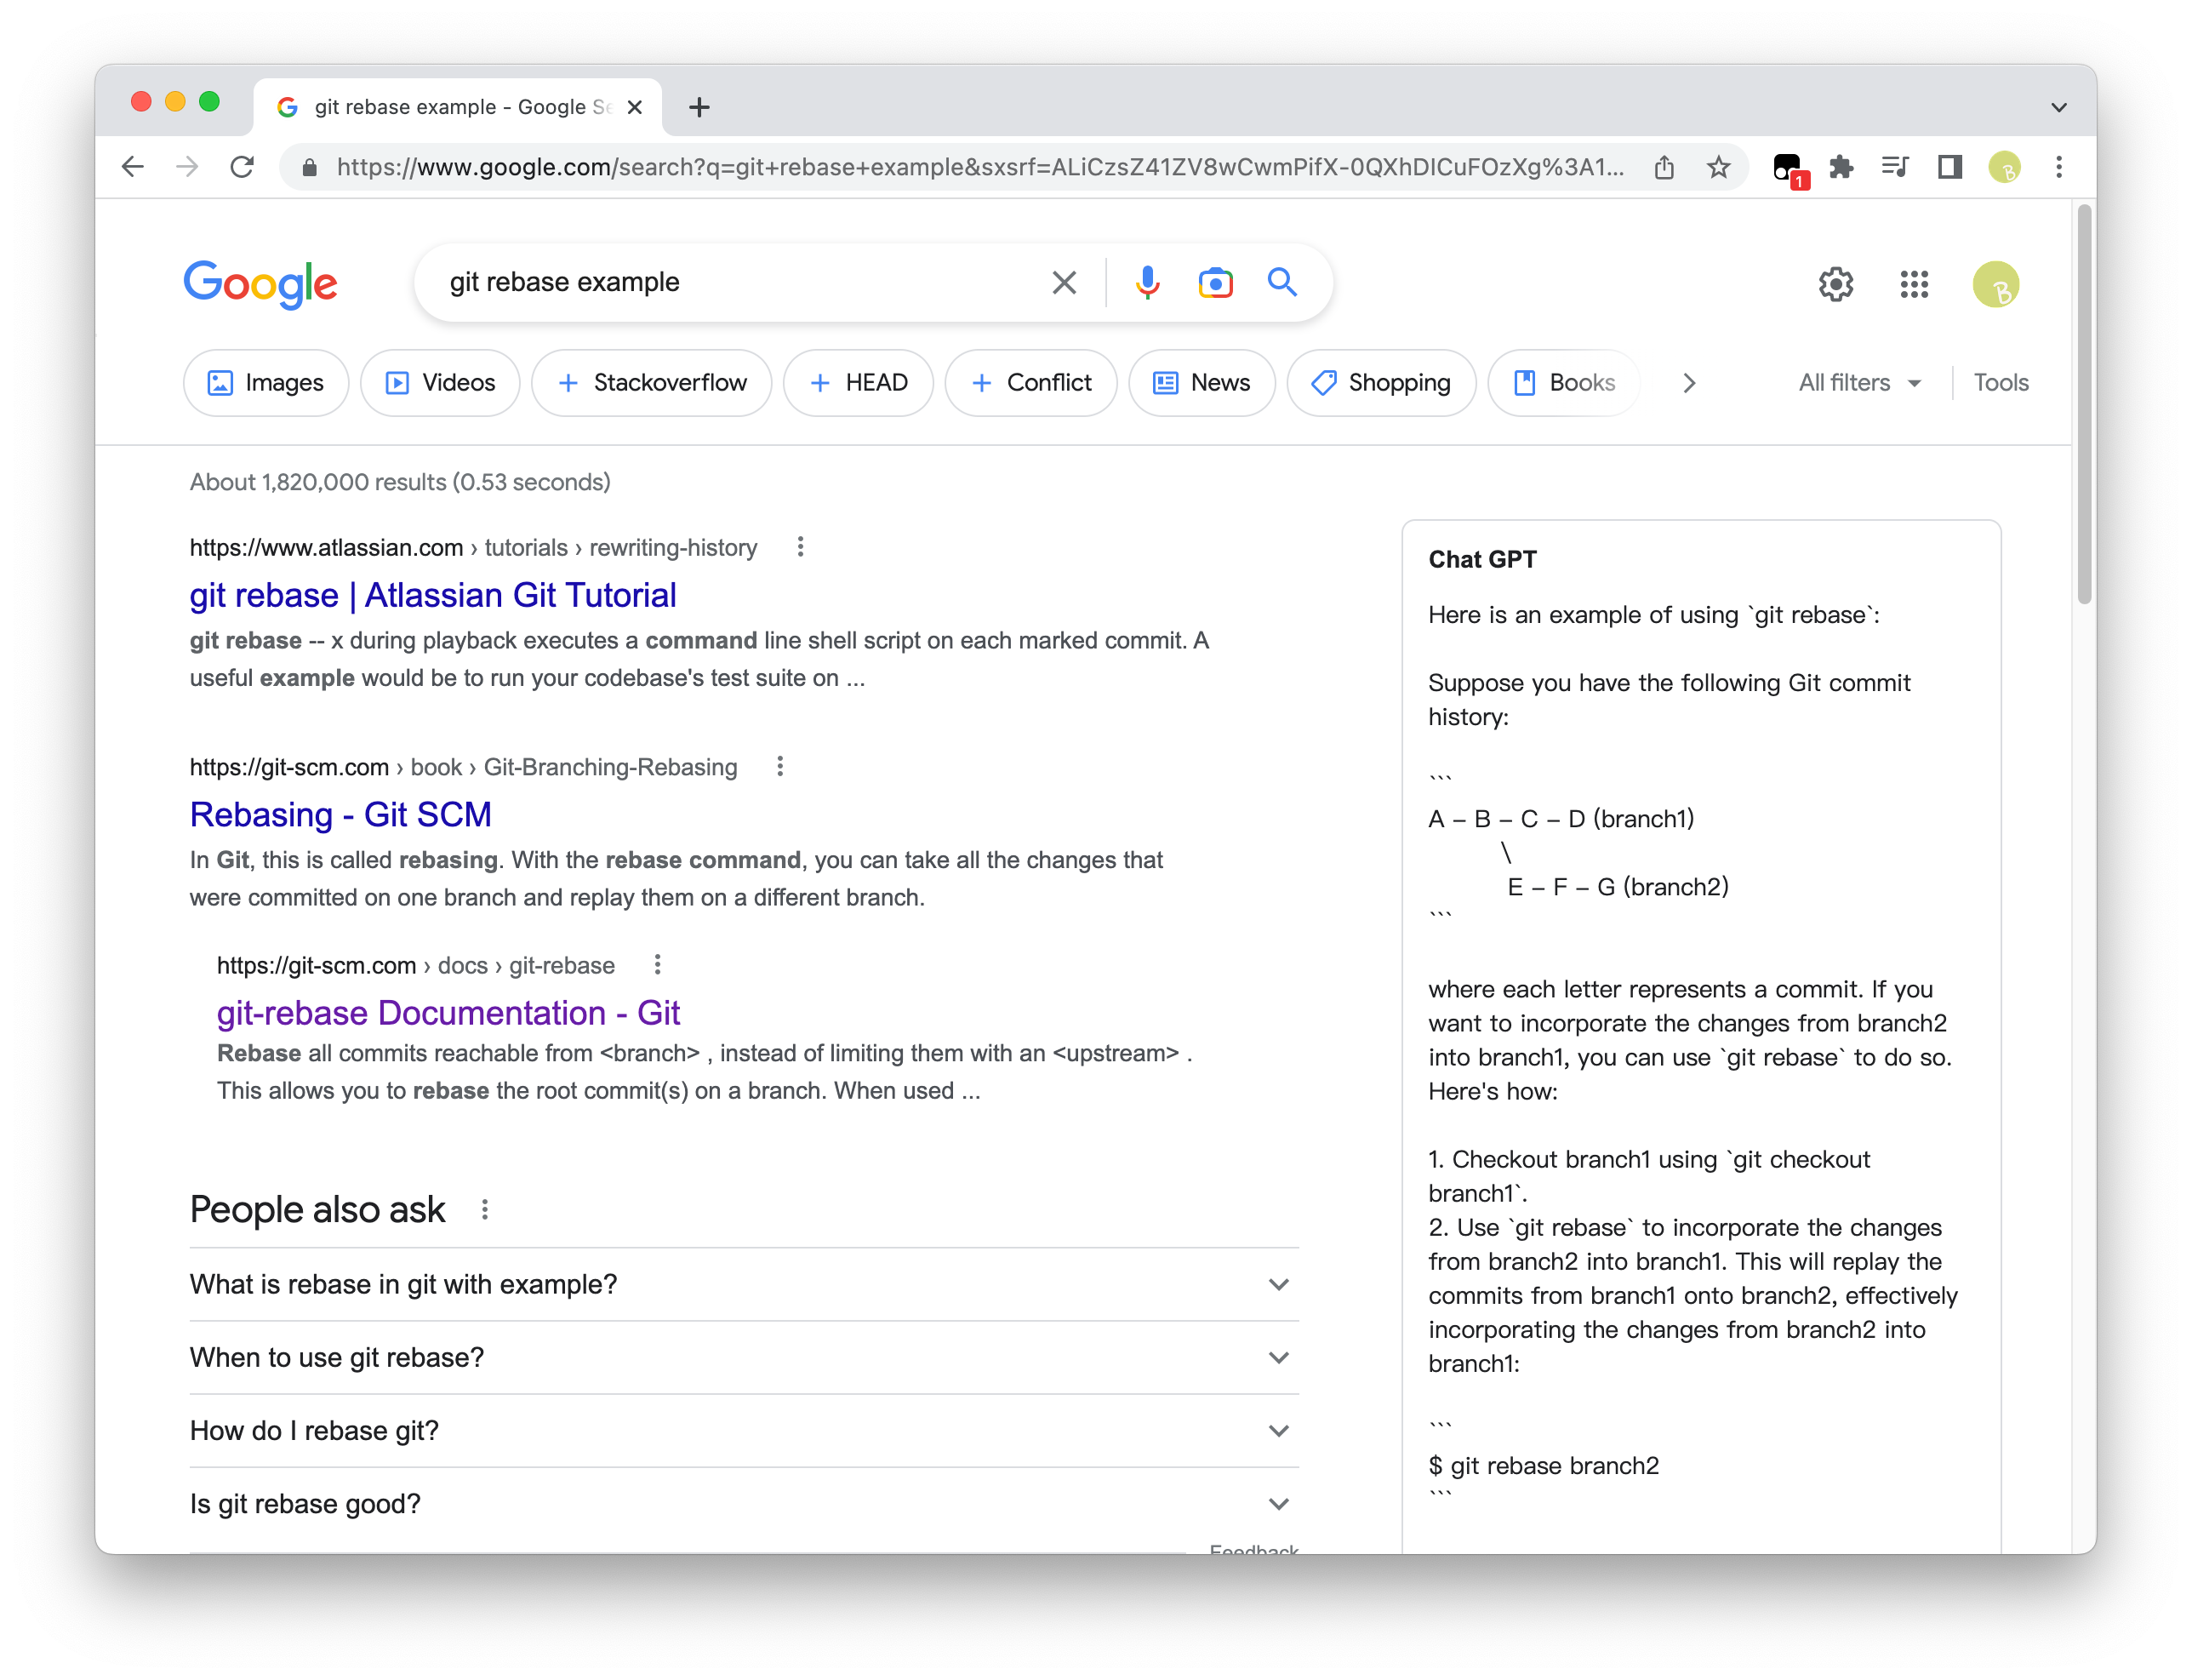 git rebase example - Google Se
https://www.google.com/search?q=git+rebase+example&sxsrf=ALiCzsZ41ZV8wCwmPifX-0QXhDICuFOzXg%3A1...
1
B
Google
git rebase example
B
Images
Videos
Stackoverflow
HEAD
Conflict
News
Shopping
Books
All filters
Tools
About 1,820,000 results (0.53 seconds)
https://www.atlassian.com › tutorials › rewriting-history
git rebase | Atlassian Git Tutorial
git rebase -- x during playback executes a command line shell script on each marked commit. A
useful example would be to run your codebase's test suite on ...
https://git-scm.com › book › Git-Branching-Rebasing
Rebasing - Git SCM
In Git, this is called rebasing. With the rebase command, you can take all the changes that
were committed on one branch and replay them on a different branch.
https://git-scm.com › docs › git-rebase
git-rebase Documentation - Git
Rebase all commits reachable from <branch> , instead of limiting them with an <upstream> .
This allows you to rebase the root commit(s) on a branch. When used ...
People also ask
What is rebase in git with example?
When to use git rebase?
How do I rebase git?
Is git rebase good?
Feedback
Chat GPT
Here is an example of using `git rebase`:
Suppose you have the following Git commit
history:
```
A – B – C – D (branch1)
\
E – F – G (branch2)
```
where each letter represents a commit. If you
want to incorporate the changes from branch2
into branch1, you can use `git rebase` to do so.
Here's how:
1. Checkout branch1 using `git checkout
branch1`.
2. Use `git rebase` to incorporate the changes
from branch2 into branch1. This will replay the
commits from branch1 onto branch2, effectively
incorporating the changes from branch2 into
branch1:
```
$ git rebase branch2
```